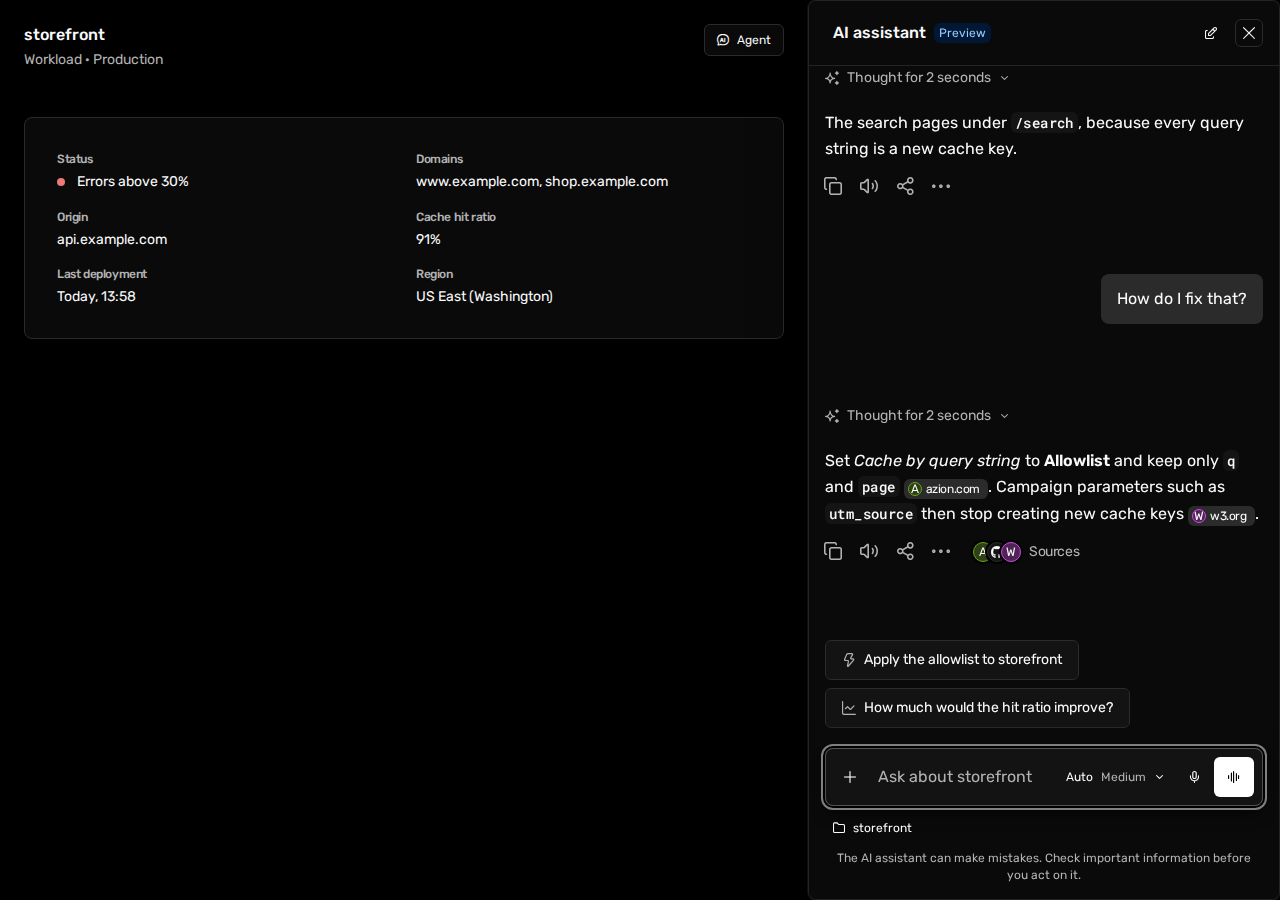 storefront
Workload • Production
Agent
Status
Errors above 30%
Domains
www.example.com, shop.example.com
Origin
api.example.com
Cache hit ratio
91%
Last deployment
Today, 13:58
Region
US East (Washington)
AI assistant Preview
Thought for 2 seconds
The search pages under /search, because every query
string is a new cache key.
How do I fix that?
Thought for 2 seconds
Set Cache by query string to Allowlist and keep only q
and page A azion.com. Campaign parameters such as
utm_source then stop creating new cache keys W w3.org.
A W Sources
Apply the allowlist to storefront
How much would the hit ratio improve?
Ask about storefront Auto Medium
storefront
The AI assistant can make mistakes. Check important information before
you act on it.